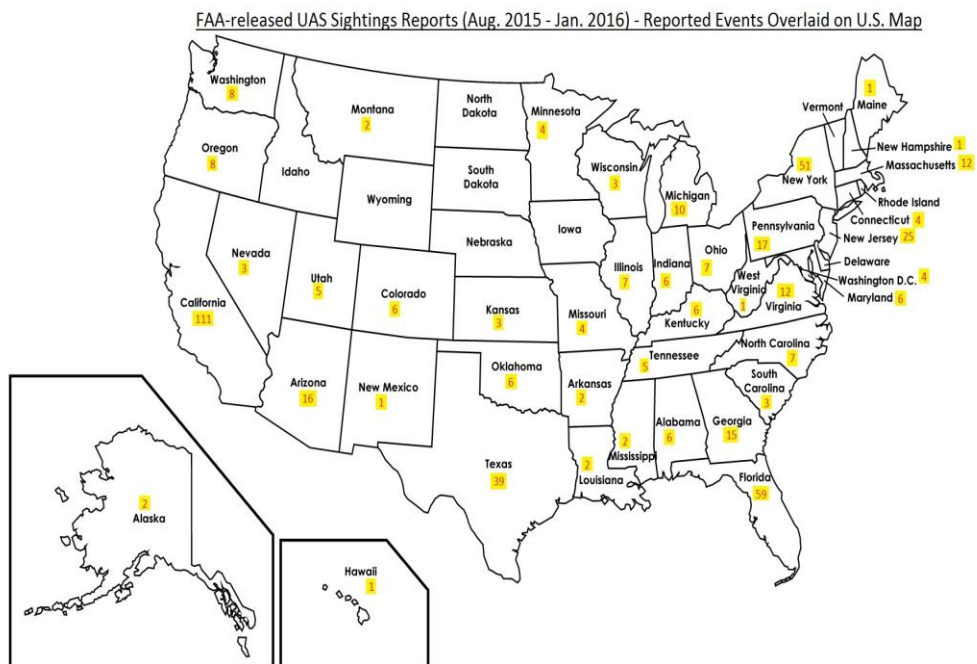 FAA-released UAS Sightings Reports (Aug. 2015 - Jan. 2016) - Reported Events Overlaid on U.S. Map
Washington
8
Oregon
8
Idaho
Montana
2
North
Dakota
South
Dakota
Minnesota
4
Wisconsin
3
Michigan
10
Wyoming
Nebraska
Iowa
Nevada
3
Utah
5
Colorado
6
Kansas
3
Missouri
4
Illinois
7
Indiana
6
Ohio
7
Kentucky
6
West
Virginia
1
12
Virginia
Pennsylvania
17
51
New York
Vermont
1
Maine
New Hampshire 1
Massachusetts 12
Rhode Island
Connecticut 4
New Jersey 25
Delaware
Washington D.C. 4
Maryland 6
California
111
Arizona
16
New Mexico
1
Oklahoma
6
Arkansas
2
Tennessee
5
North Carolina
7
South
Carolina
3
Texas
39
2
Louisiana
2
Mississippi
Alabama
6
Georgia
15
Florida
59
2
Alaska
Hawaii
1